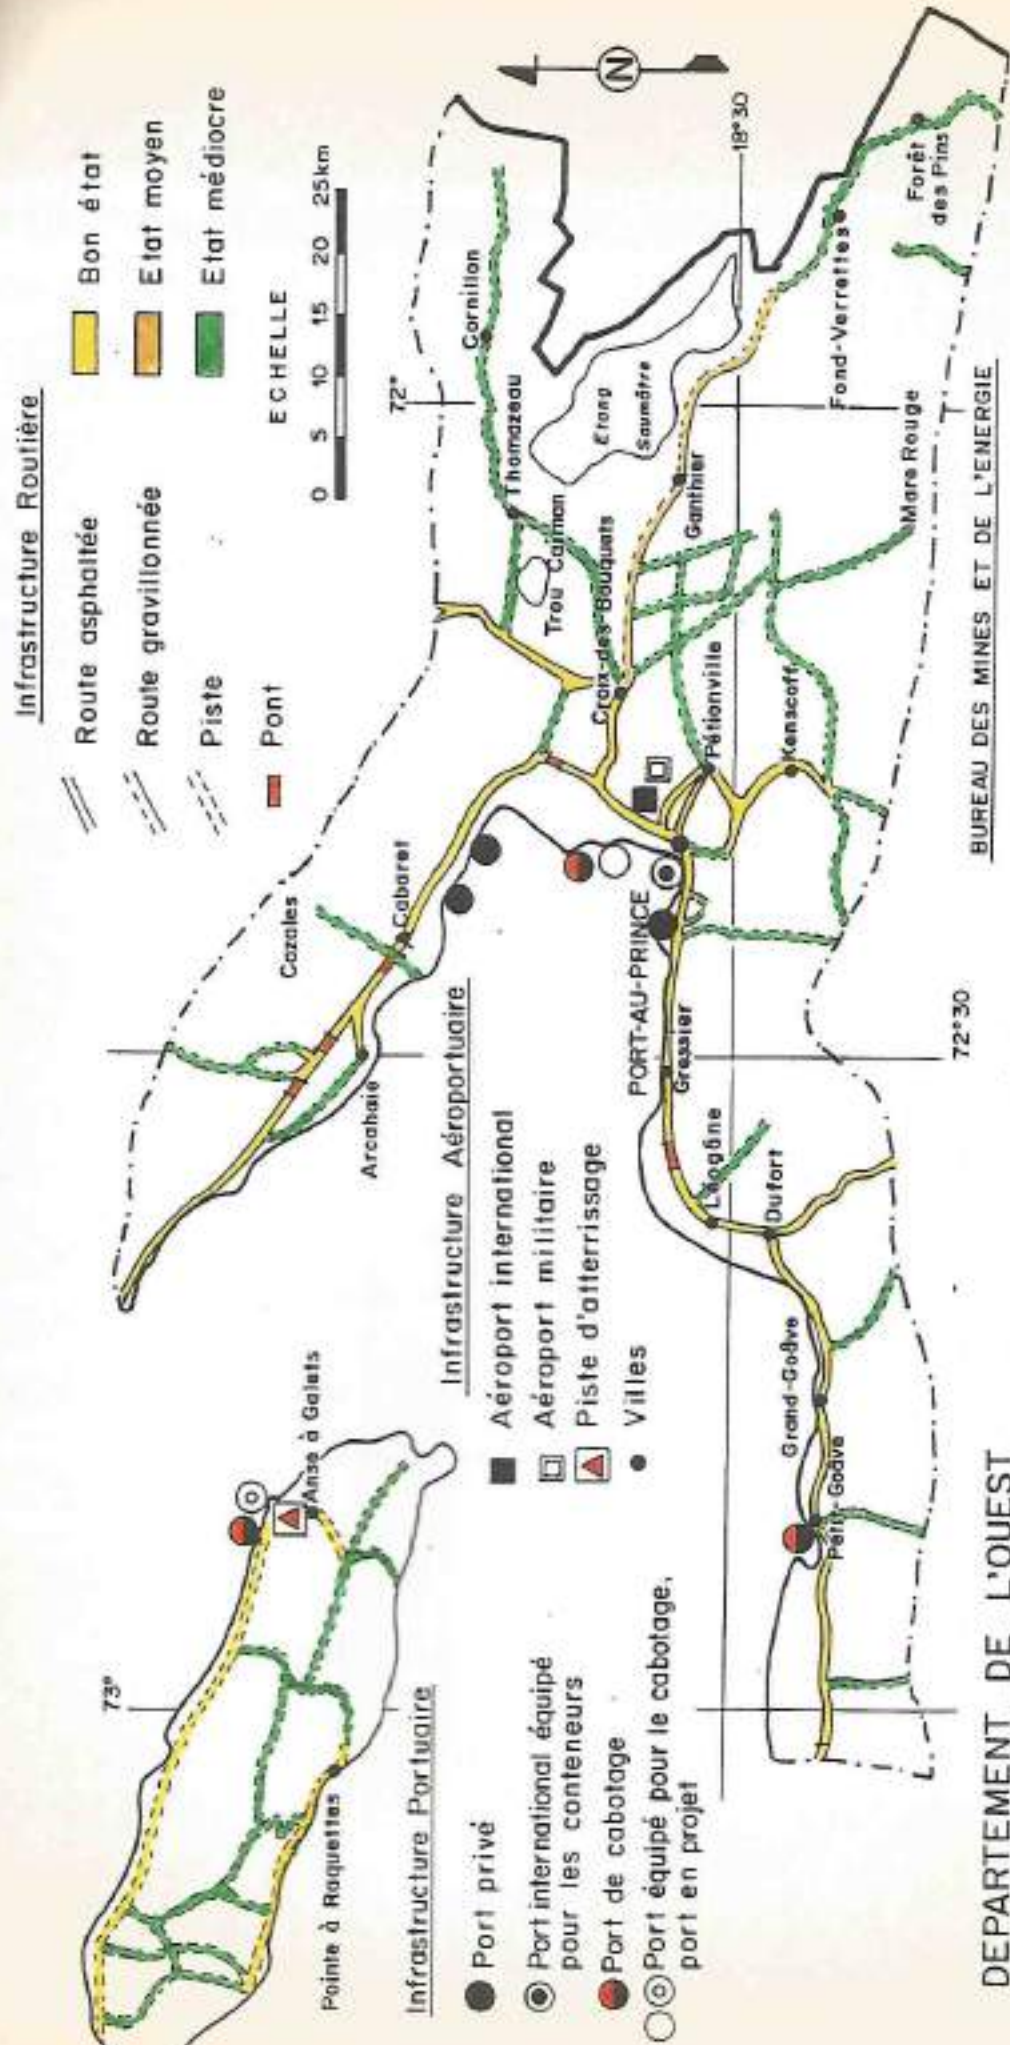 Infrastructure Routière
Route asphaltée
Route gravillonnée
Piste
Pont
Bon état
Etat moyen
Etat médiocre
ECHELLE
0 5 10 15 20 25km
N
73°
72°
72°30
18°30
Cazales
Cabaret
Arcahaie
Cornillon
Thomazeau
Trou Caïman
Etang
Saumâtre
Croix-des-Bouquets
Ganthier
Fond-Verrettes
Forêt
des Pins
Mare Rouge
Pétionville
Kenscoff
PORT-AU-PRINCE
Gressier
Léogâne
Dufort
Grand-Goâve
Petit-Goâve
Anse à Galets
Pointe à Raquettes
Infrastructure Aéroportuaire
Aéroport international
Aéroport militaire
Piste d'atterrissage
Villes
Infrastructure Portuaire
Port privé
Port international équipé
pour les conteneurs
Port de cabotage
Port équipé pour le cabotage,
port en projet
DEPARTEMENT DE L'OUEST
BUREAU DES MINES ET DE L'ENERGIE